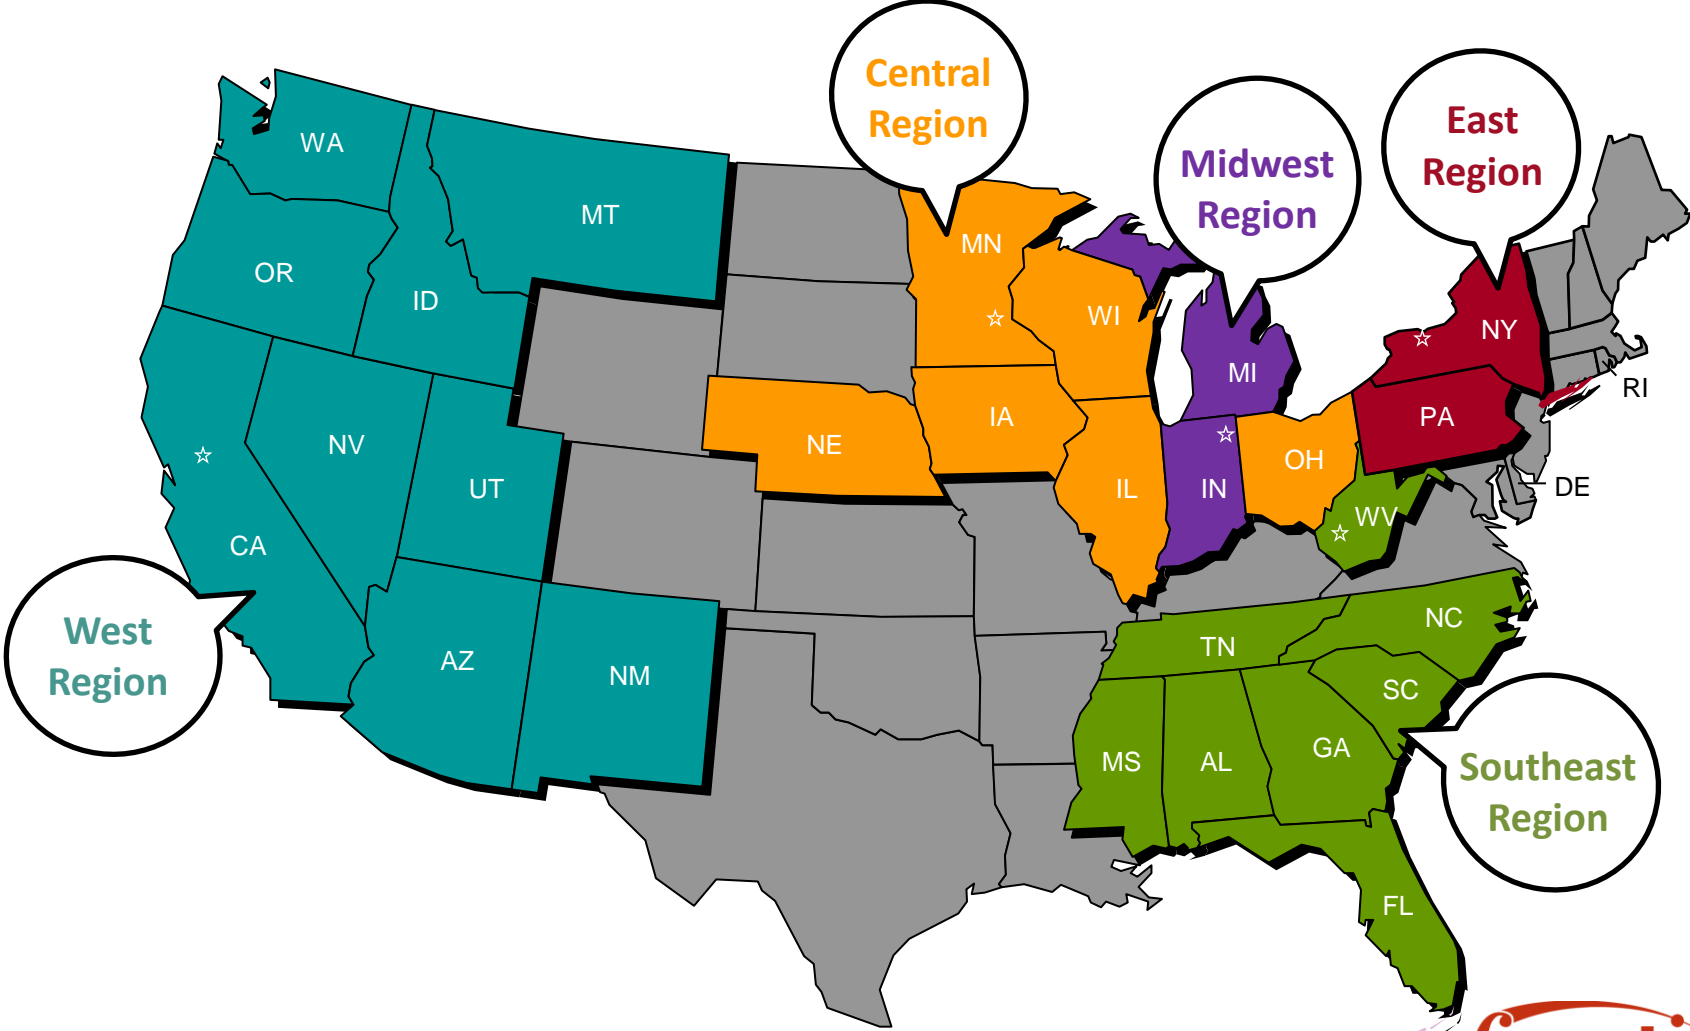 Central
Region
East
Region
Midwest
Region
WA
MT
OR
ID
MN
WI
NY
MI
RI
NV
NE
IA
PA
UT
IL
IN
OH
DE
WV
CA
West
Region
AZ
NM
TN
NC
SC
MS
AL
GA
Southeast
Region
FL